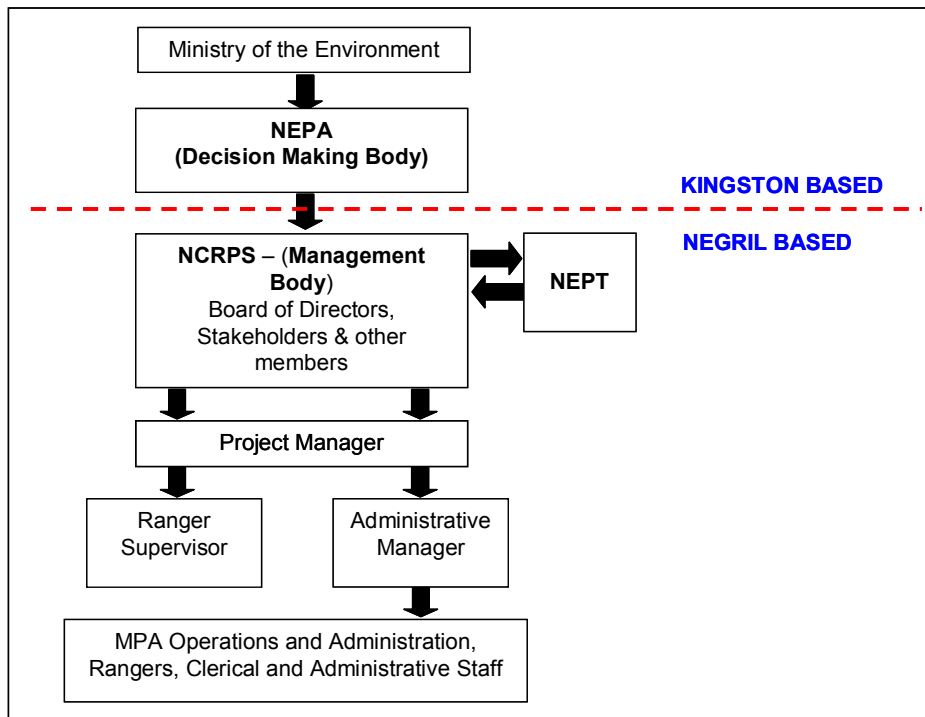 Ministry of the Environment
NEPA
(Decision Making Body)
KINGSTON BASED
NEGRIL BASED
NCRPS – (Management
Body)
Board of Directors,
Stakeholders & other
members
NEPT
Project Manager
Ranger
Supervisor
Administrative
Manager
MPA Operations and Administration,
Rangers, Clerical and Administrative Staff